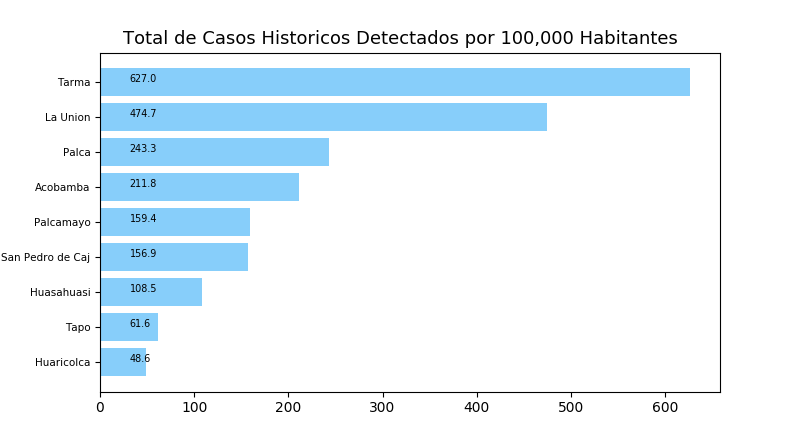 Total de Casos Historicos Detectados por 100,000 Habitantes
Tarma 627.0
La Union 474.7
Palca 243.3
Acobamba 211.8
Palcamayo 159.4
San Pedro de Caj 156.9
Huasahuasi 108.5
Tapo 61.6
Huaricolca 48.6
0 100 200 300 400 500 600